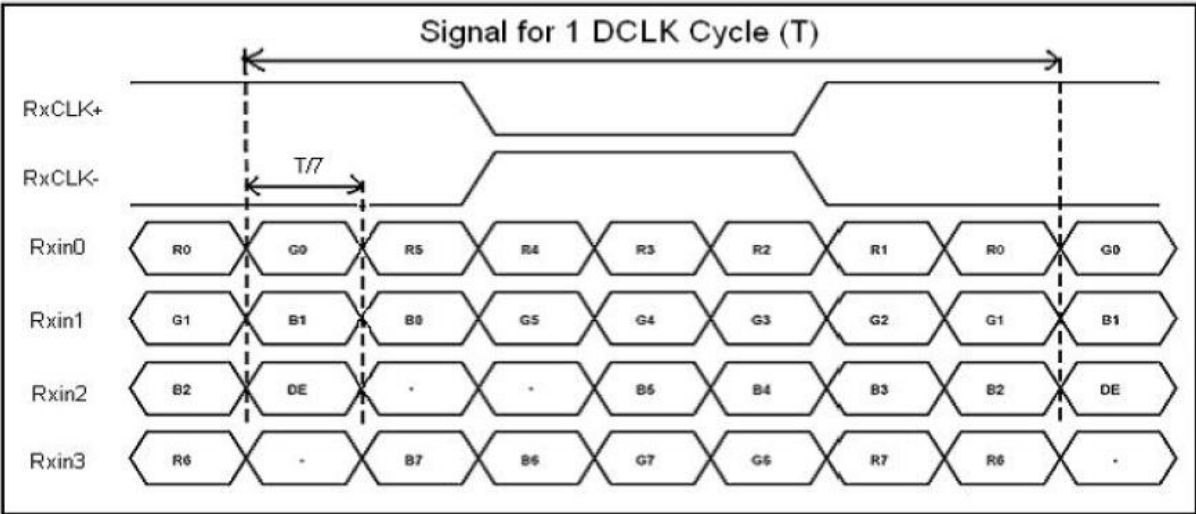 Signal for 1 DCLK Cycle (T)
RxCLK+
T/7
RxCLK-
Rxin0 R0 G0 R5 R4 R3 R2 R1 R0 G0
Rxin1 G1 B1 B0 G5 G4 G3 G2 G1 B1
Rxin2 B2 DE - - B5 B4 B3 B2 DE
Rxin3 R6 - B7 B6 G7 G6 R7 R6 -